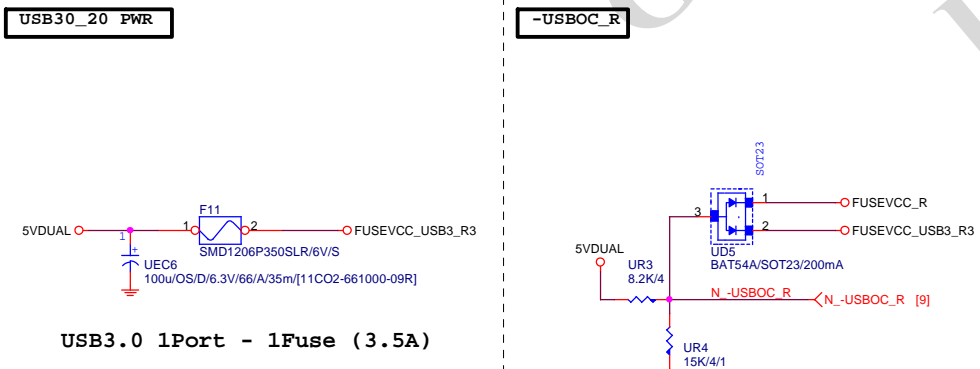 USB30_20 PWR
-USBOC_R
SOT23
F11
1 2
5VDUAL
FUSEVCC_USB3_R3
SMD1206P350SLR/6V/S
1 +
UEC6
100u/OS/D/6.3V/66/A/35m/[11CO2-661000-09R]
USB3.0 1Port - 1Fuse (3.5A)
1
FUSEVCC_R
3
2
FUSEVCC_USB3_R3
UD5
BAT54A/SOT23/200mA
5VDUAL
UR3
8.2K/4
N_-USBOC_R
N_-USBOC_R [9]
UR4
15K/4/1